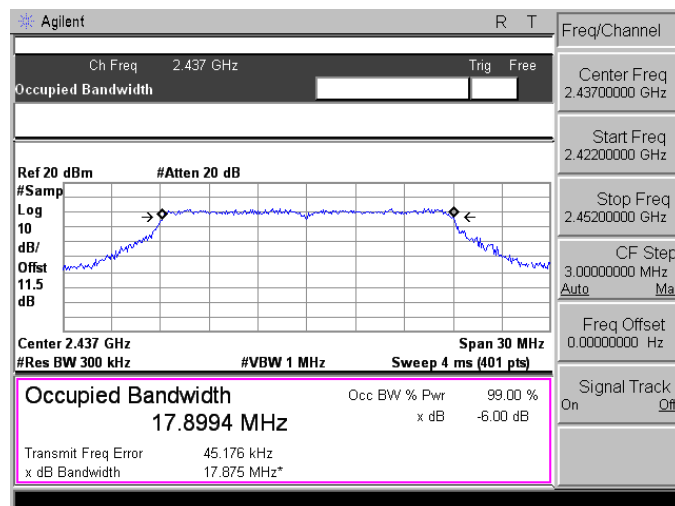 Agilent R T
Ch Freq 2.437 GHz Trig Free
Occupied Bandwidth
Ref 20 dBm #Atten 20 dB
#Samp
Log
10
dB/
Offst
11.5
dB
Center 2.437 GHz Span 30 MHz
#Res BW 300 kHz #VBW 1 MHz Sweep 4 ms (401 pts)
Occupied Bandwidth
17.8994 MHz
Occ BW % Pwr 99.00 %
x dB -6.00 dB
Transmit Freq Error 45.176 kHz
x dB Bandwidth 17.875 MHz*
Freq/Channel
Center Freq
2.43700000 GHz
Start Freq
2.42200000 GHz
Stop Freq
2.45200000 GHz
CF Step
3.00000000 MHz
Auto Ma
Freq Offset
0.00000000 Hz
Signal Track
On Off